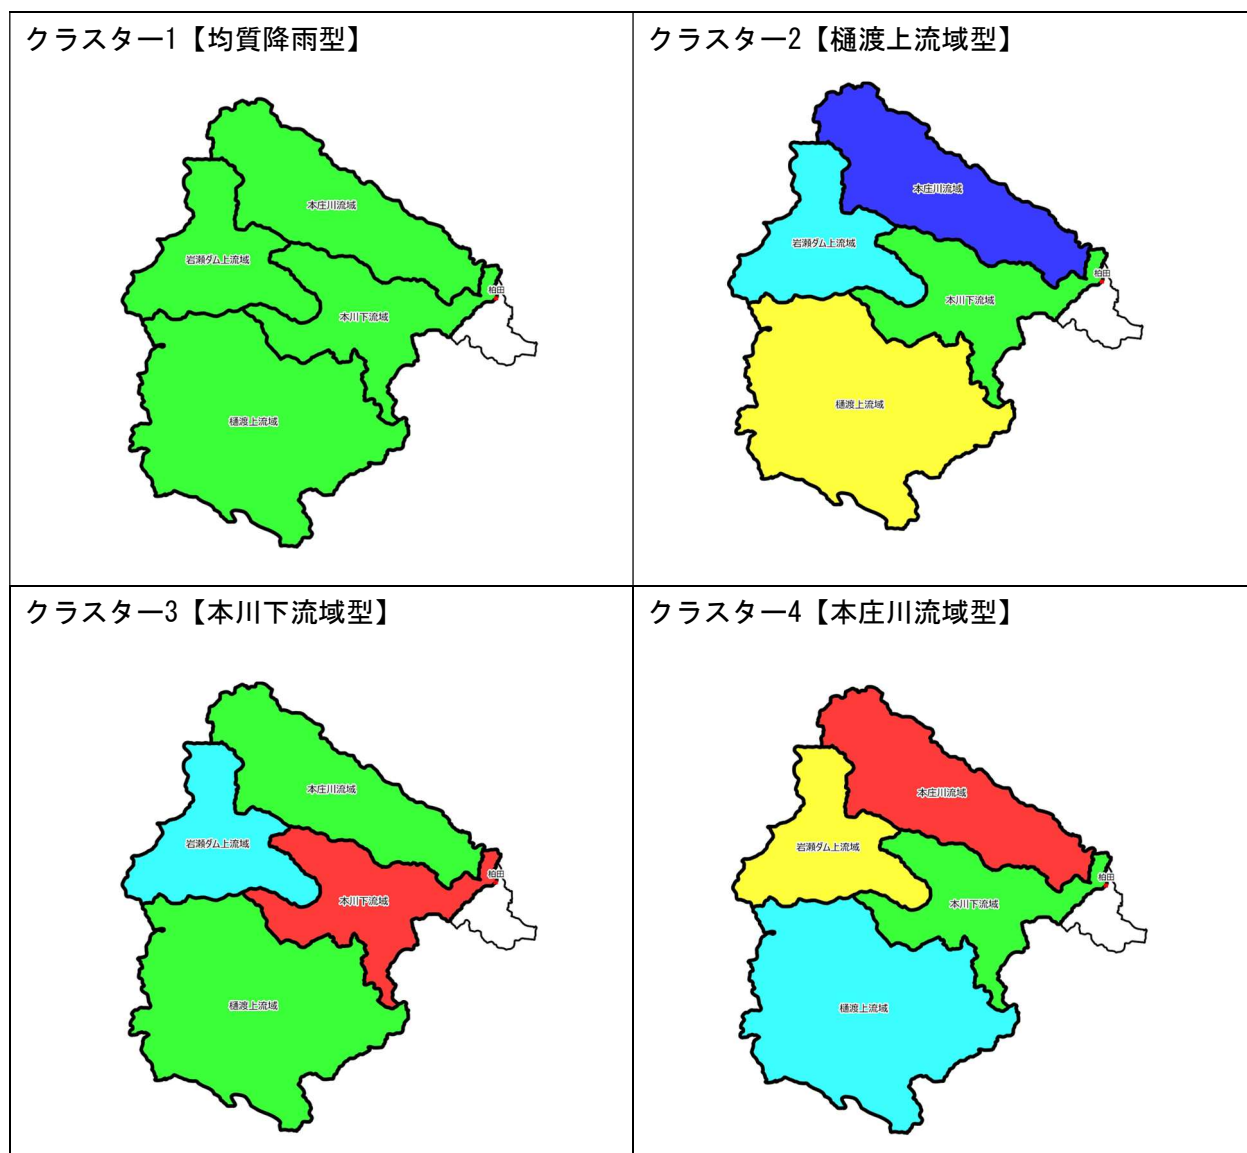 クラスター1【均質降雨型】
本庄川流域
岩瀬ダム上流域
柏田
本川下流域
樋渡上流域
クラスター2【樋渡上流域型】
本庄川流域
岩瀬ダム上流域
柏田
本川下流域
樋渡上流域
クラスター3【本川下流域型】
本庄川流域
岩瀬ダム上流域
柏田
本川下流域
樋渡上流域
クラスター4【本庄川流域型】
本庄川流域
岩瀬ダム上流域
柏田
本川下流域
樋渡上流域